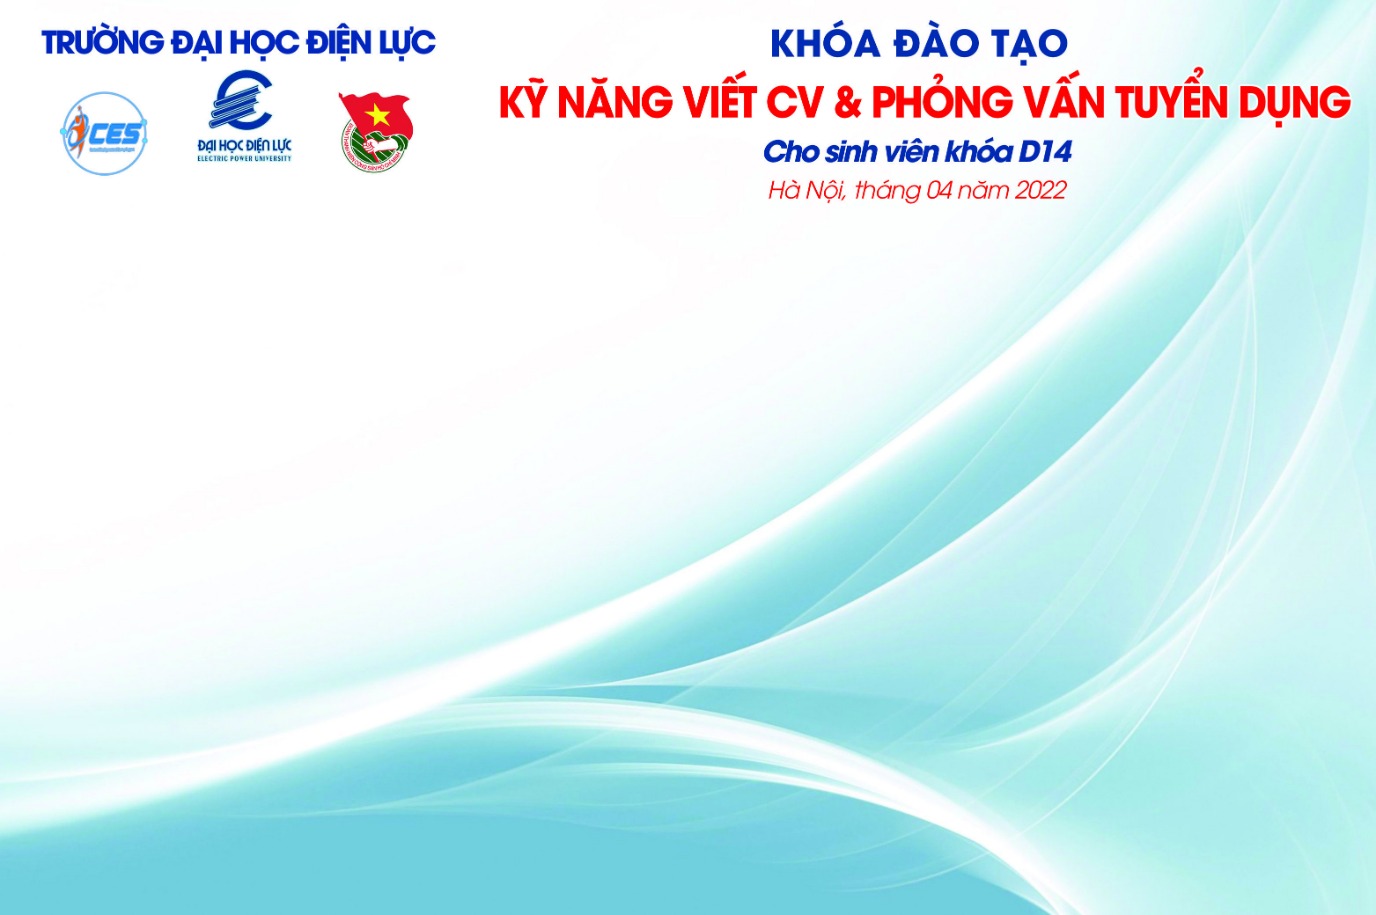 TRƯỜNG ĐẠI HỌC ĐIỆN LỰC
CES
ĐẠI HỌC ĐIỆN LỰC
ELECTRIC POWER UNIVERSITY
KHÓA ĐÀO TẠO
KỸ NĂNG VIẾT CV & PHỎNG VẤN TUYỂN DỤNG
Cho sinh viên khóa D14
Hà Nội, tháng 04 năm 2022